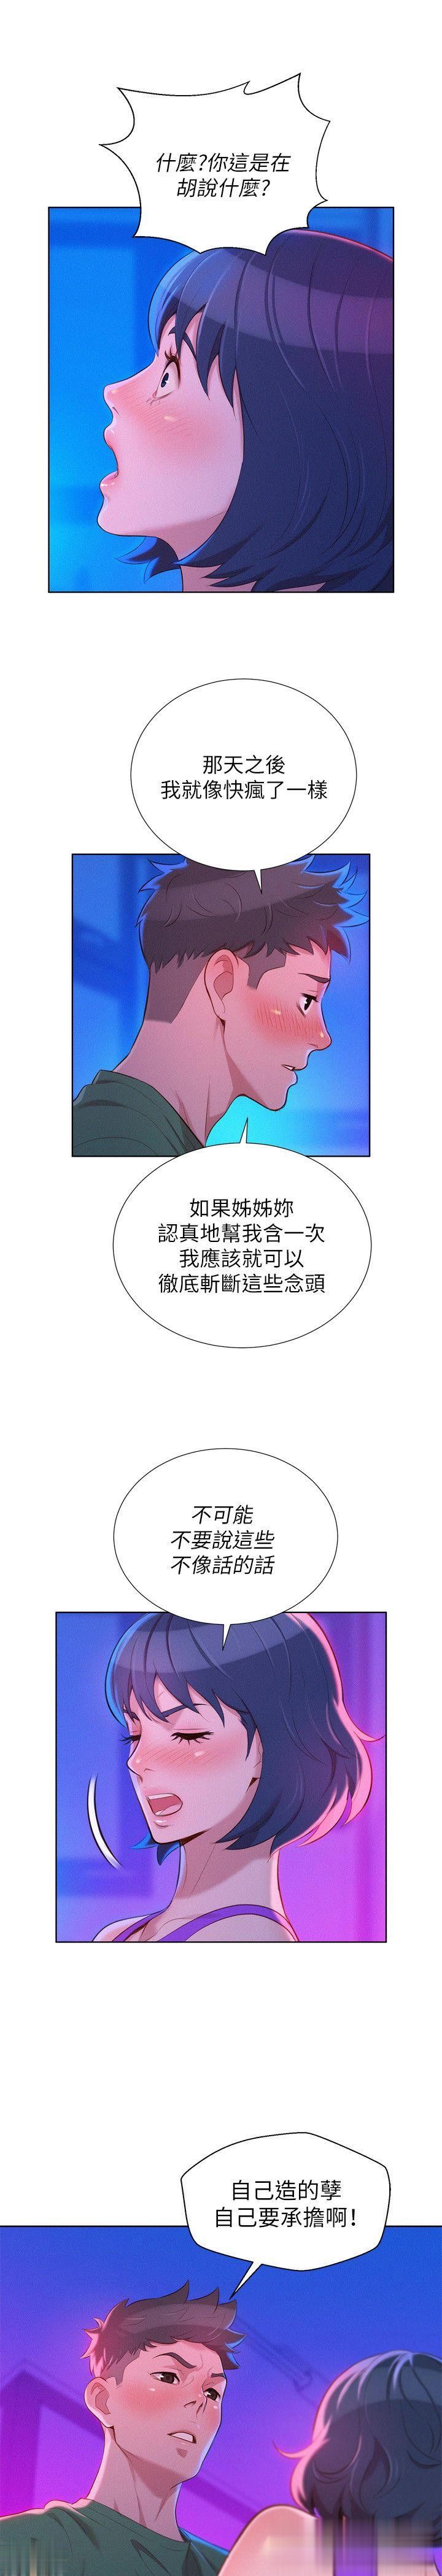 什麼?你這是在
胡說什麼?
那天之後
我就像快瘋了一樣
如果姊姊妳
認真地幫我含一次
我應該就可以
徹底斬斷這些念頭
不可能
不要說這些
不像話的話
自己造的孽
自己要承擔啊!